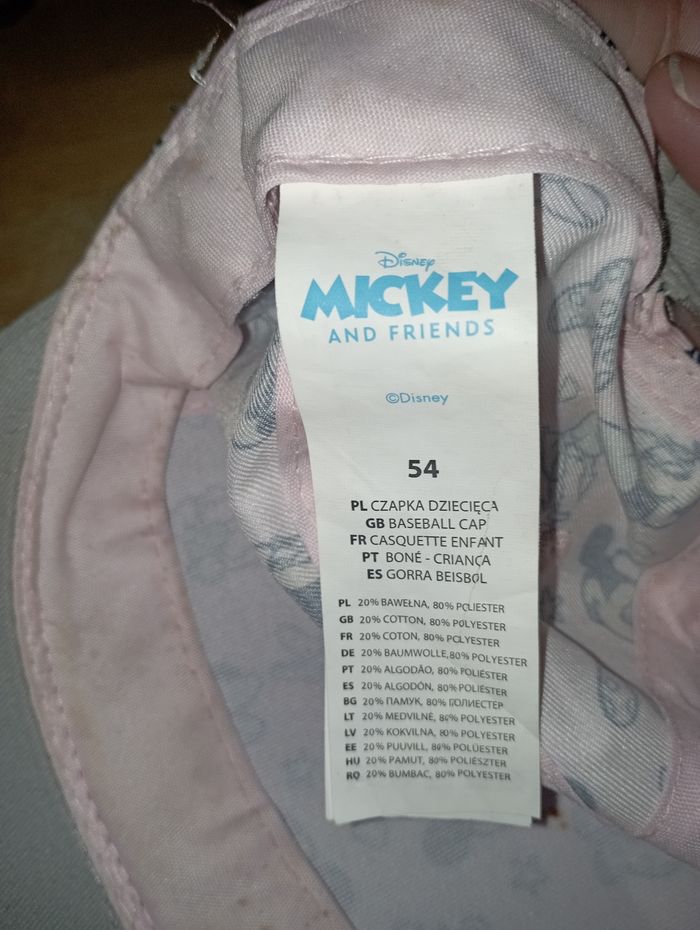 Disney
MICKEY
AND FRIENDS
©Disney
54
PL CZAPKA DZIECIĘCA
GB BASEBALL CAP
FR CASQUETTE ENFANT
PT BONÉ - CRIANÇA
ES GORRA BEISBOL
PL 20% BAWEŁNA, 80% POLIESTER
GB 20% COTTON, 80% POLYESTER
FR 20% COTON, 80% POLYESTER
DE 20% BAUMWOLLE,80% POLYESTER
PT 20% ALGODÃO, 80% POLIÉSTER
ES 20% ALGODÓN, 80% POLIÉSTER
BG 20% ПАМУК, 80% ПОЛИЕСТЕР
LT 20% MEDVILNĖ, 80% POLYESTER
LV 20% KOKVILNA, 80% POLYESTER
EE 20% PUUVILL, 80% POLÜESTER
HU 20% PAMUT, 80% POLIÉSZTER
RO 20% BUMBAC, 80% POLYESTER